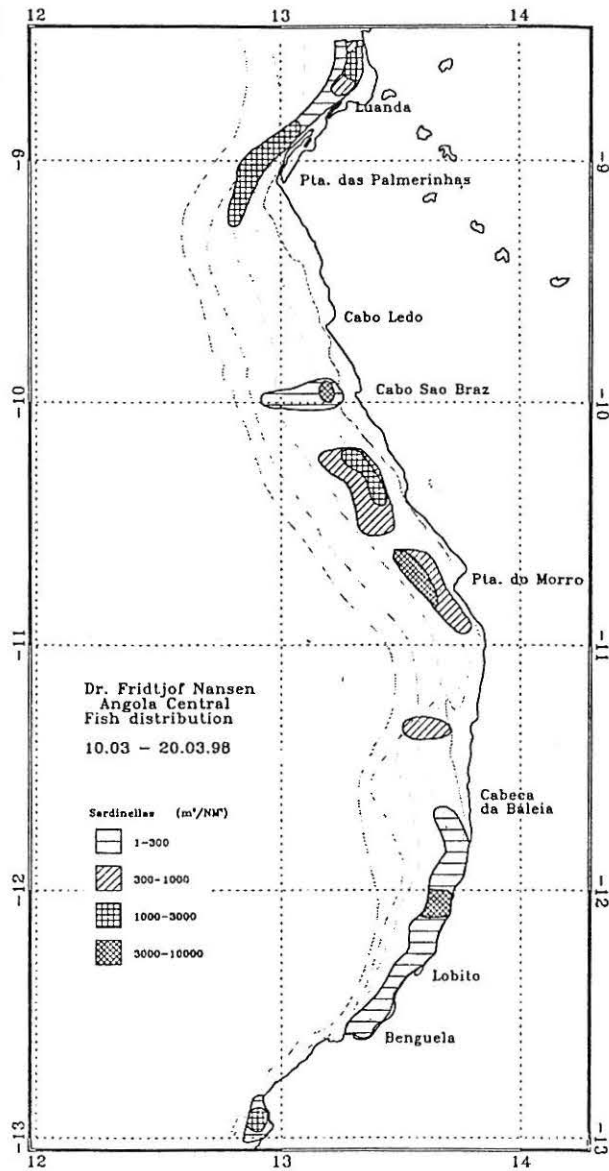 12 13 14
Luanda
-9 -9
Pta. das Palmerinhas
Cabo Ledo
-10 Cabo Sao Braz -10
Pta. do Morro
-11 -11
Dr. Fridtjof Nansen
Angola Central
Fish distribution
10.03 - 20.03.98
Cabeca
da Báleia
Sardinellas (m²/NM²)
1-300
300-1000
-12 -12
1000-3000
3000-10000
Lobito
Benguela
-13 -13
12 13 14